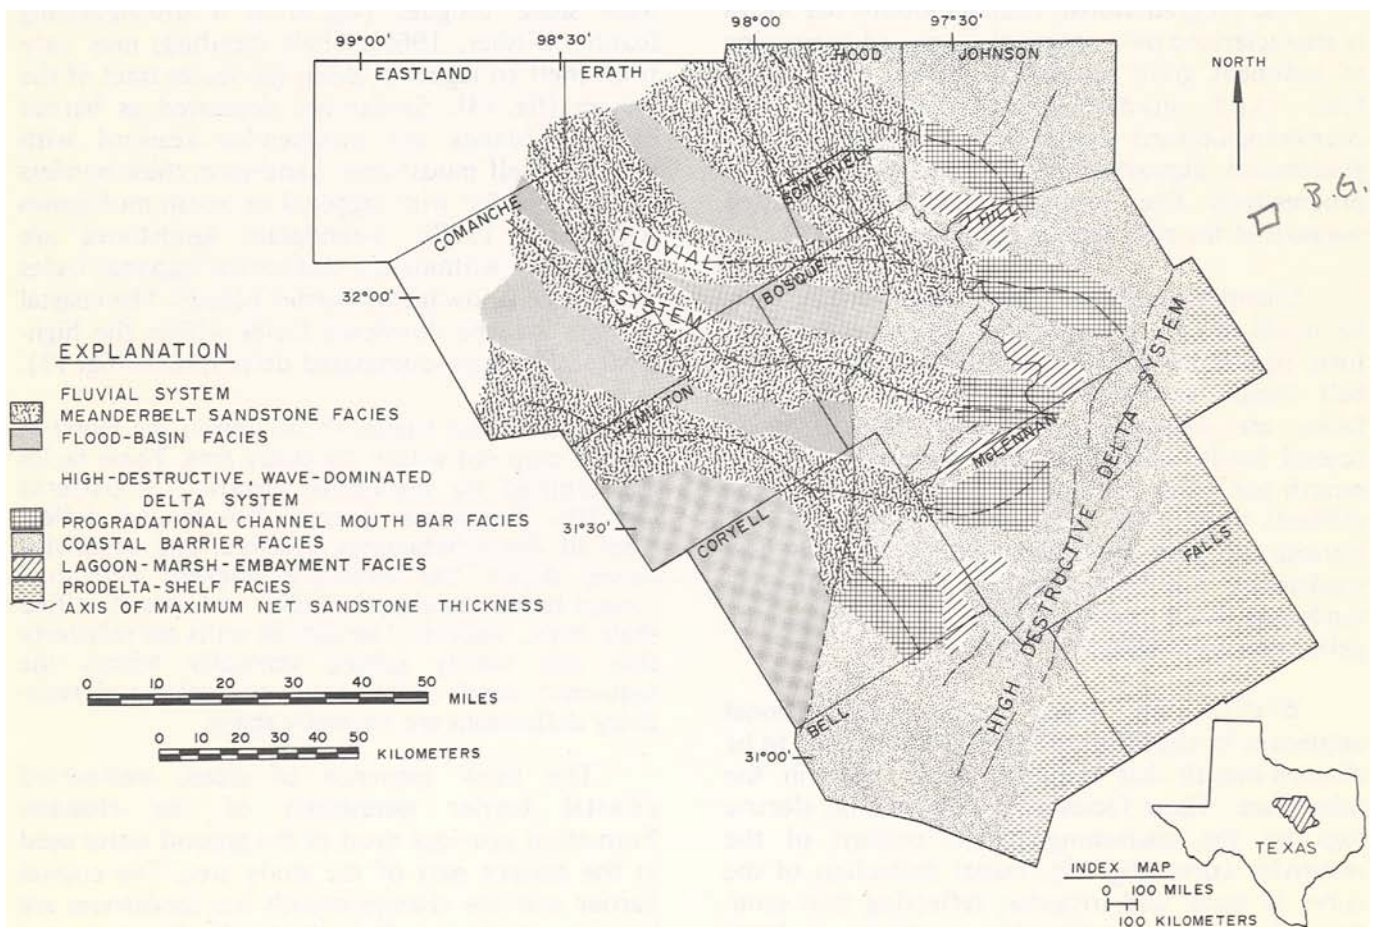 98°00'
97°30'
99°00'
98°30'
HOOD
JOHNSON
EASTLAND
ERATH
NORTH
SOMERVELL
B.G.
COMANCHE
HILL
FLUVIAL
BOSQUE
32°00'
SYSTEM
SYSTEM
EXPLANATION
FLUVIAL SYSTEM
MEANDERBELT SANDSTONE FACIES
FLOOD-BASIN FACIES
HAMILTON
DELTA
McLENNAN
HIGH-DESTRUCTIVE, WAVE-DOMINATED
DELTA SYSTEM
PROGRADATIONAL CHANNEL MOUTH BAR FACIES
COASTAL BARRIER FACIES
LAGOON-MARSH-EMBAYMENT FACIES
PRODELTA-SHELF FACIES
AXIS OF MAXIMUM NET SANDSTONE THICKNESS
31°30'
CORYELL
FALLS
DESTRUCTIVE
HIGH
BELL
31°00'
0 10 20 30 40 50 MILES
0 10 20 30 40 50
KILOMETERS
TEXAS
INDEX MAP
0 100 MILES
100 KILOMETERS